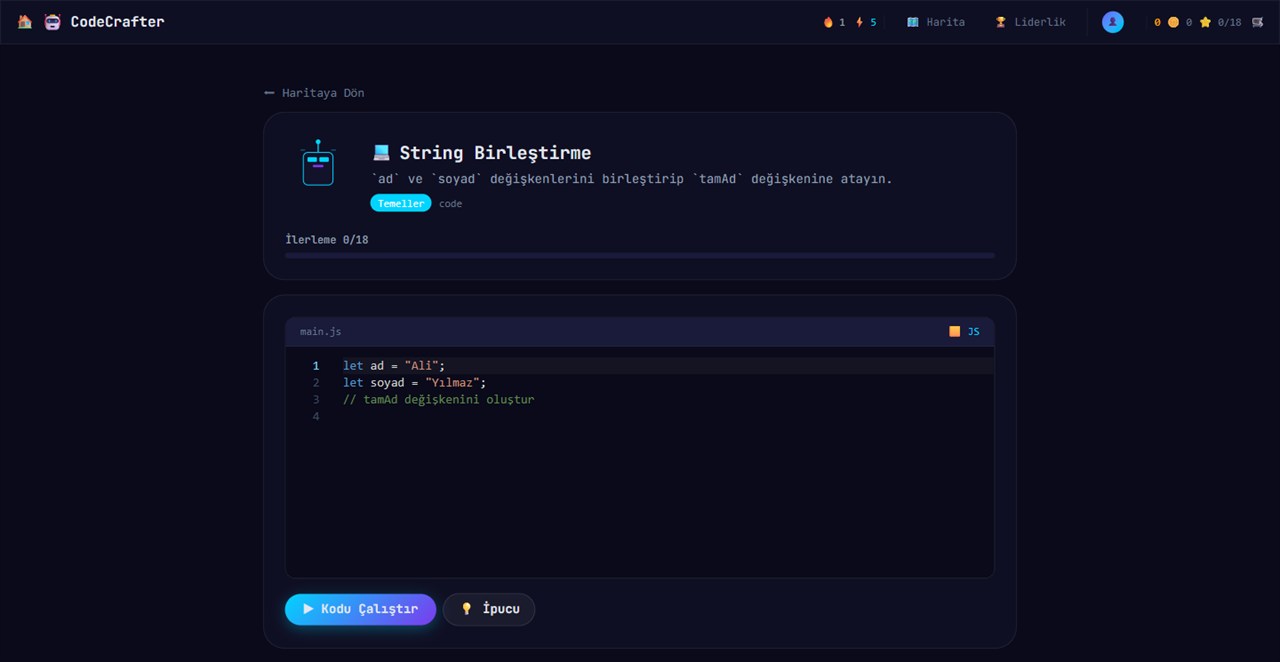 CodeCrafter
1 5 Harita Liderlik 0 0 0/18
← Haritaya Dön
String Birleştirme
`ad` ve `soyad` değişkenlerini birleştirip `tamAd` değişkenine atayın.
Temeller code
İlerleme 0/18
main.js JS
1 let ad = "Ali";
2 let soyad = "Yılmaz";
3 // tamAd değişkenini oluştur
4
▶ Kodu Çalıştır İpucu